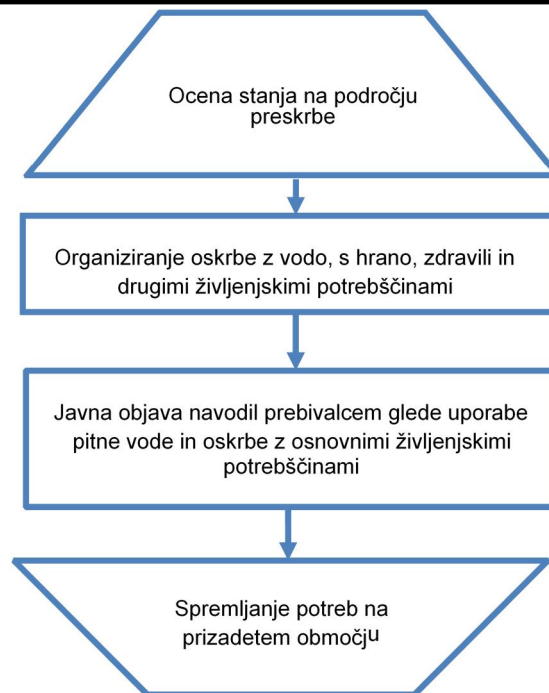 Ocena stanja na področju
preskrbe
Organiziranje oskrbe z vodo, s hrano, zdravili in
drugimi življenjskimi potrebščinami
Javna objava navodil prebivalcem glede uporabe
pitne vode in oskrbe z osnovnimi življenjskimi
potrebščinami
Spremljanje potreb na
prizadetem območju